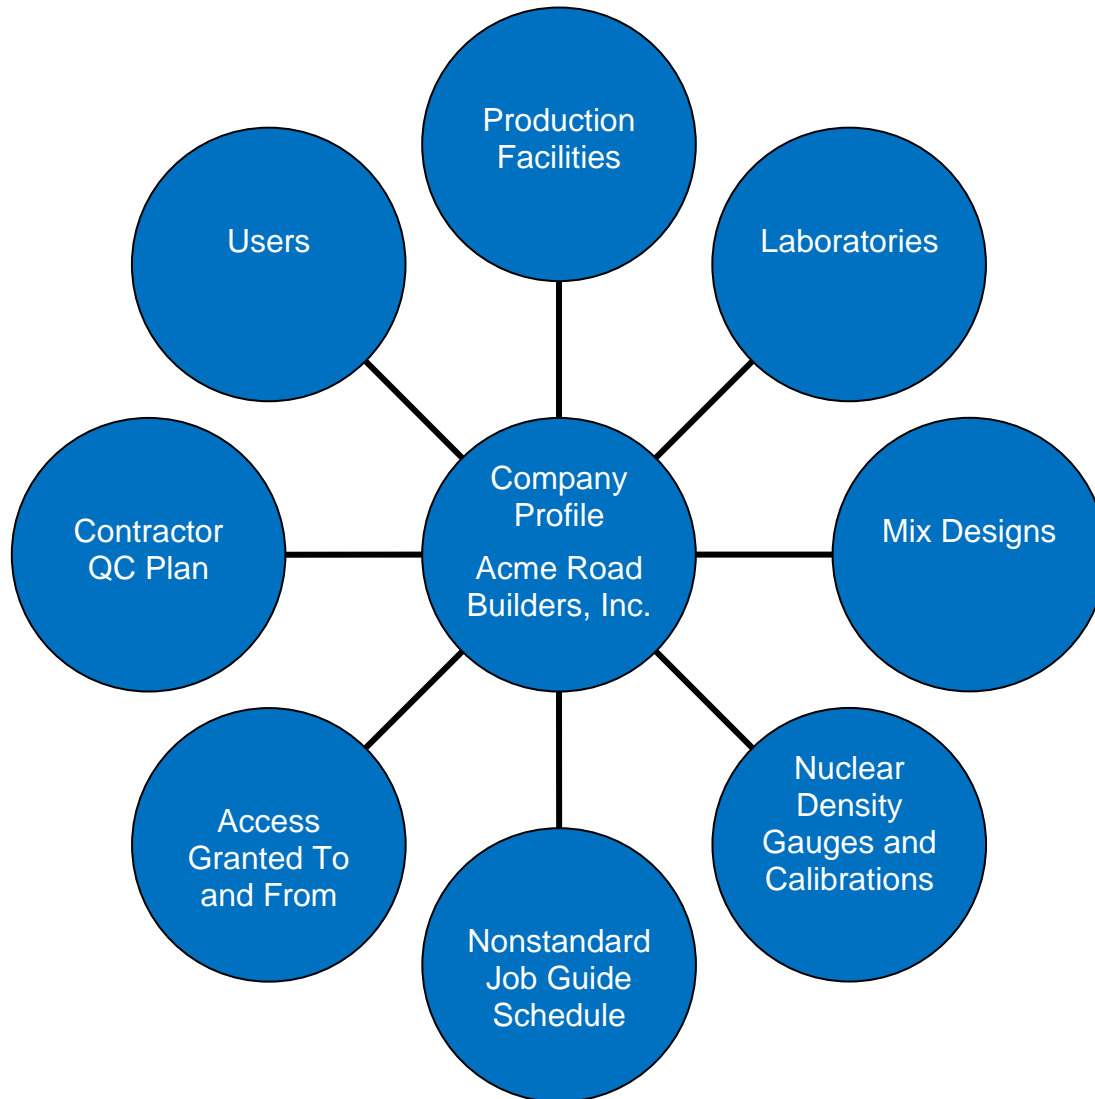 Production
Facilities
Users
Laboratories
Company
Profile
Acme Road
Builders, Inc.
Contractor
QC Plan
Mix Designs
Nuclear
Density
Gauges and
Calibrations
Access
Granted To
and From
Nonstandard
Job Guide
Schedule